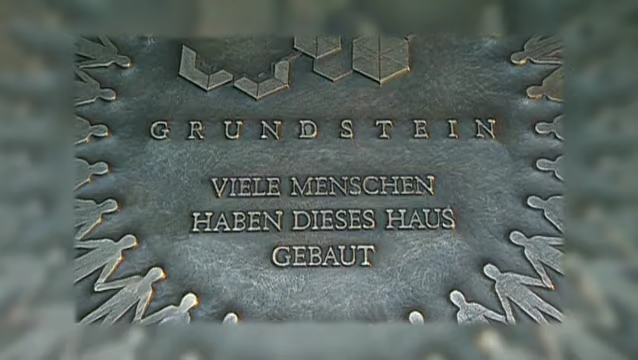 GRUNDSTEIN
VIELE MENSCHEN
HABEN DIESES HAUS
GEBAUT